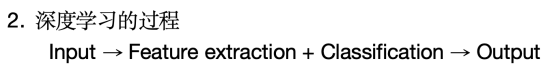 2. 深度学习的过程
Input → Feature extraction + Classification → Output